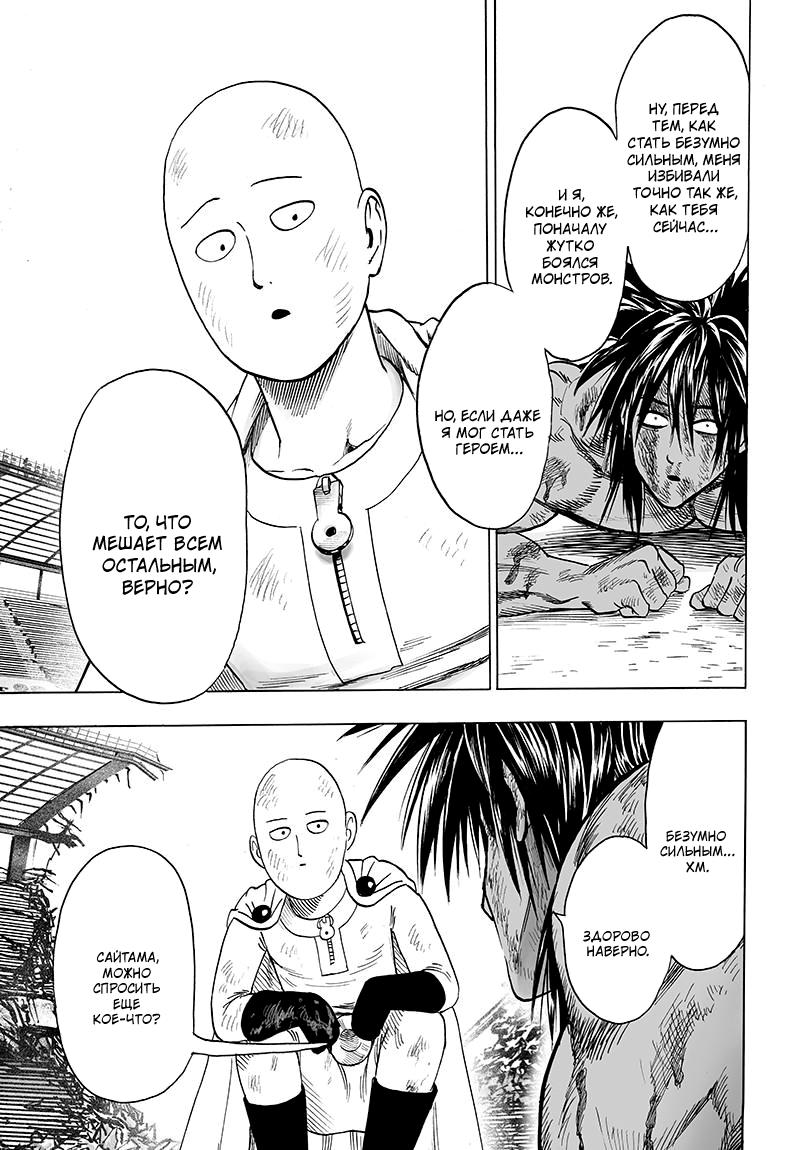 НУ, ПЕРЕД
ТЕМ, КАК
СТАТЬ БЕЗУМНО
СИЛЬНЫМ, МЕНЯ
ИЗБИВАЛИ
ТОЧНО ТАК ЖЕ,
КАК ТЕБЯ
СЕЙЧАС...
И Я,
КОНЕЧНО ЖЕ,
ПОНАЧАЛУ
ЖУТКО
БОЯЛСЯ
МОНСТРОВ.
НО, ЕСЛИ ДАЖЕ
Я МОГ СТАТЬ
ГЕРОЕМ...
ТО, ЧТО
МЕШАЕТ ВСЕМ
ОСТАЛЬНЫМ,
ВЕРНО?
БЕЗУМНО
СИЛЬНЫМ...
ХМ.
ЗДОРОВО
НАВЕРНО.
САЙТАМА,
МОЖНО
СПРОСИТЬ
ЕЩЕ
КОЕ-ЧТО?